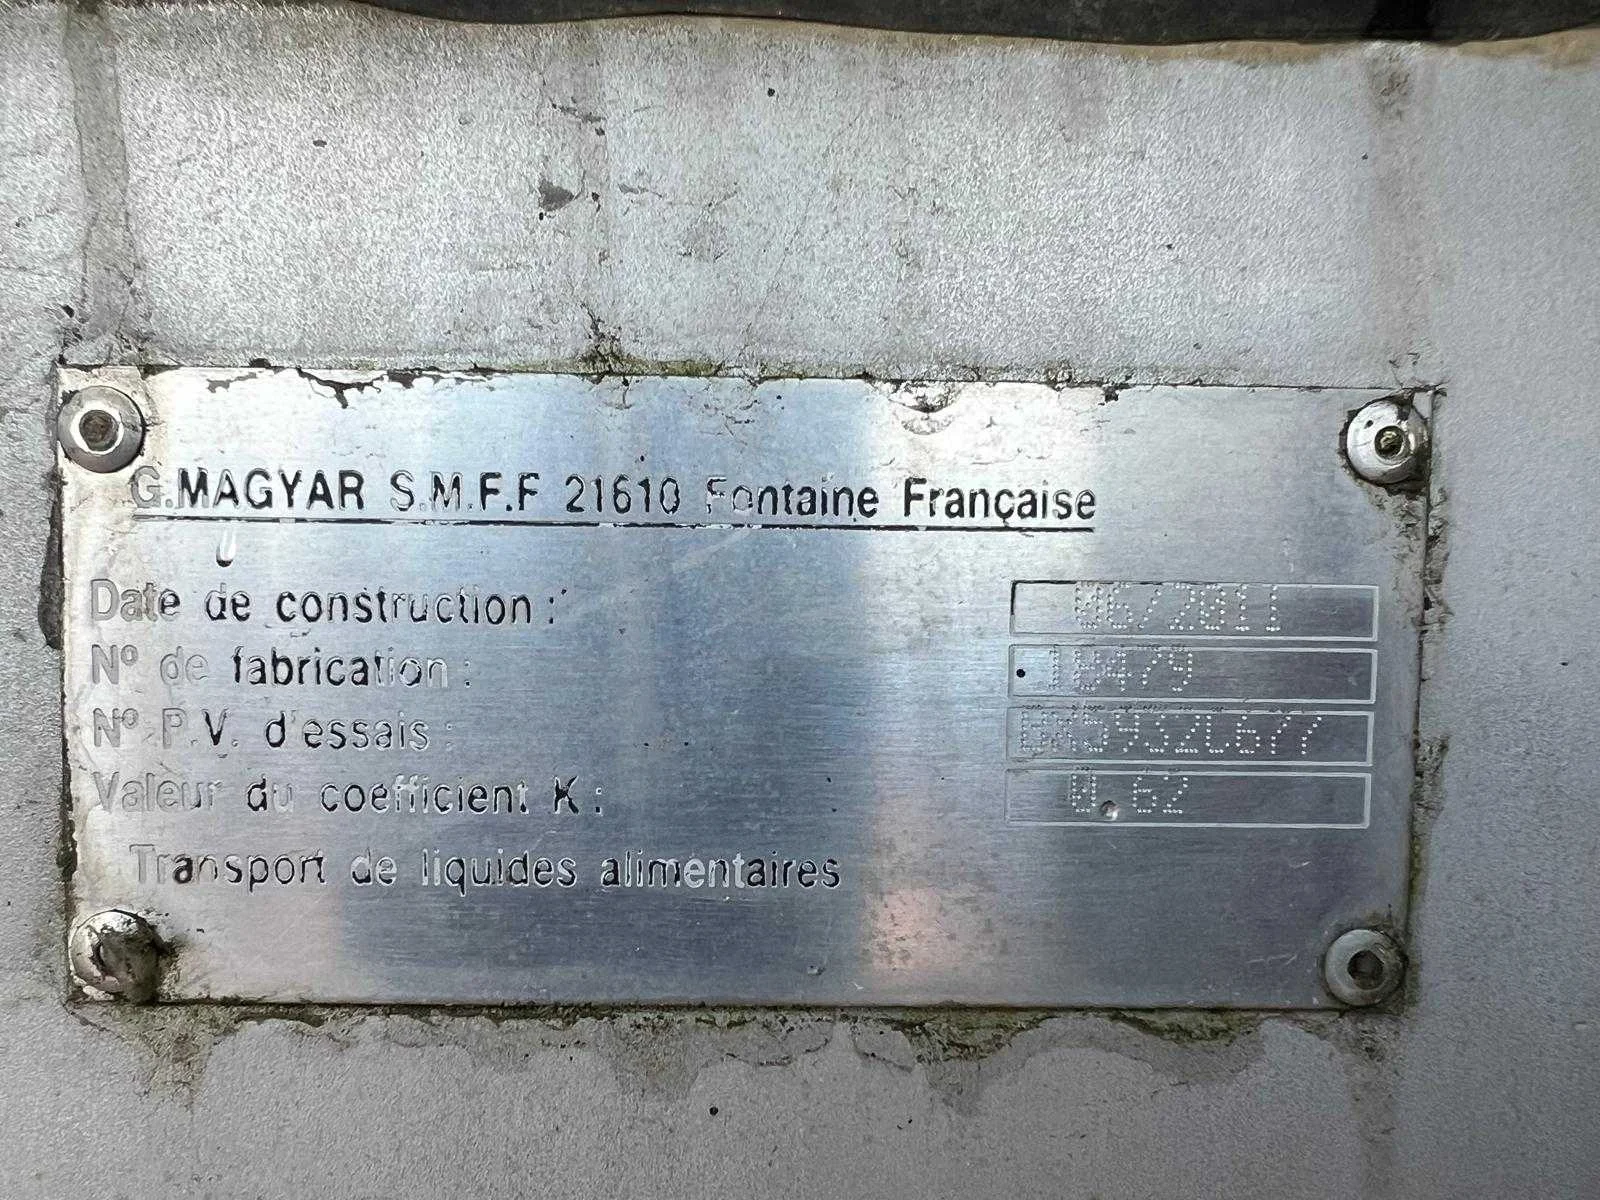 G.MAGYAR S.M.F.F 21610 Fontaine Française
Date de construction : 06/2011
N° de fabrication :
N° P.V. d'essais :
Valeur du coefficient K : 0.62
Transport de liquides alimentaires